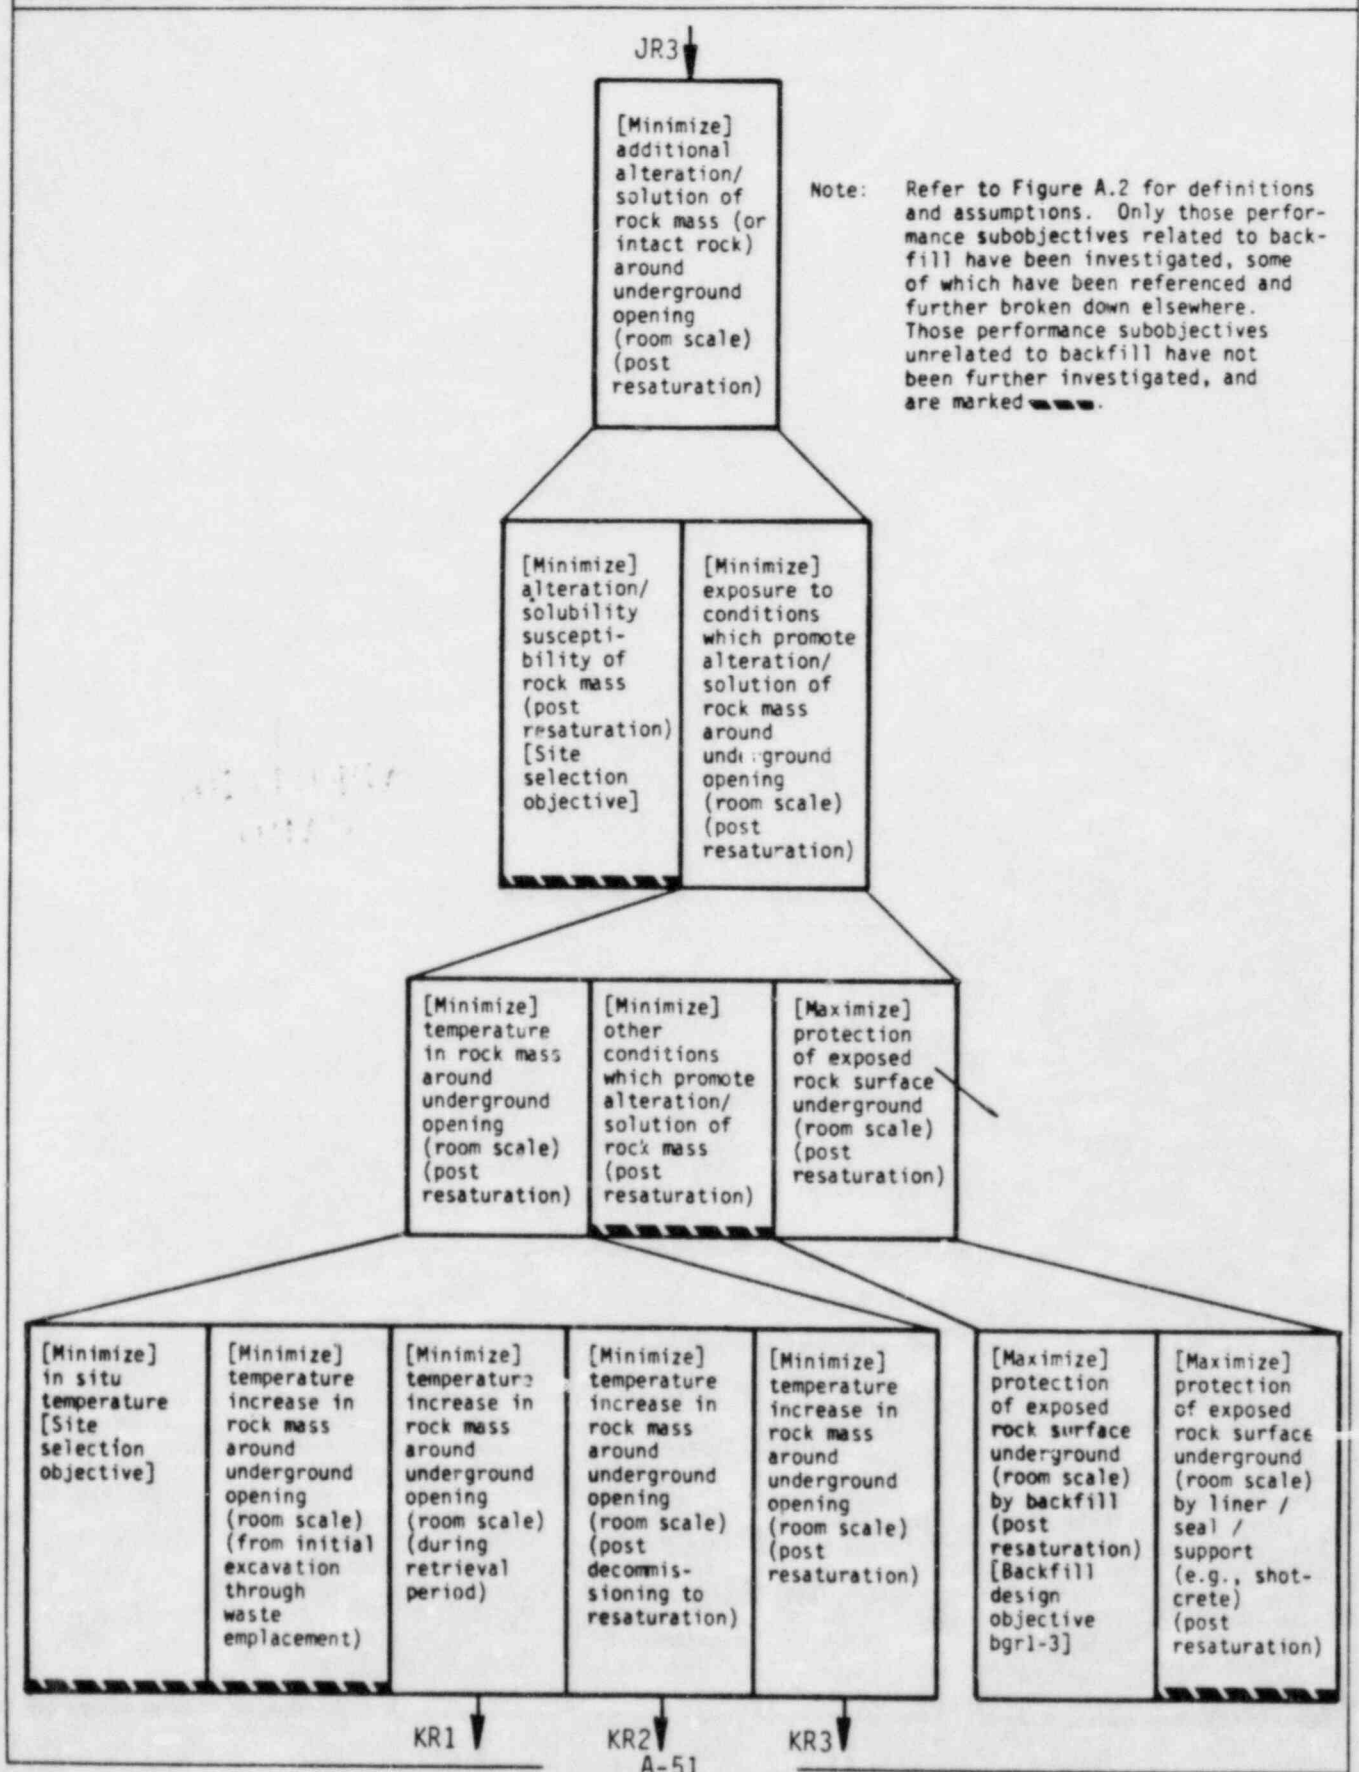 JR3
[Minimize]
additional
alteration/
solution of
rock mass (or
intact rock)
around
underground
opening
(room scale)
(post
resaturation)
Note: Refer to Figure A.2 for definitions
and assumptions. Only those perfor-
mance subobjectives related to back-
fill have been investigated, some
of which have been referenced and
further broken down elsewhere.
Those performance subobjectives
unrelated to backfill have not
been further investigated, and
are marked
[Minimize]
alteration/
solubility
suscepti-
bility of
rock mass
(post
resaturation)
[Site
selection
objective]
[Minimize]
exposure to
conditions
which promote
alteration/
solution of
rock mass
around
underground
opening
(room scale)
(post
resaturation)
[Minimize]
temperature
in rock mass
around
underground
opening
(room scale)
(post
resaturation)
[Minimize]
other
conditions
which promote
alteration/
solution of
rock mass
(post
resaturation)
[Maximize]
protection
of exposed
rock surface
underground
(room scale)
(post
resaturation)
[Minimize]
in situ
temperature
[Site
selection
objective]
[Minimize]
temperature
increase in
rock mass
around
underground
opening
(room scale)
(from initial
excavation
through
waste
emplacement)
[Minimize]
temperature
increase in
rock mass
around
underground
opening
(room scale)
(during
retrieval
period)
[Minimize]
temperature
increase in
rock mass
around
underground
opening
(room scale)
(post
decommis-
sioning to
resaturation)
[Minimize]
temperature
increase in
rock mass
around
underground
opening
(room scale)
(post
resaturation)
[Maximize]
protection
of exposed
rock surface
underground
(room scale)
by backfill
(post
resaturation)
[Backfill
design
objective
bgr1-3]
[Maximize]
protection
of exposed
rock surface
underground
(room scale)
by liner /
seal /
support
(e.g., shot-
crete)
(post
resaturation)
KR1
KR2
KR3
A-51